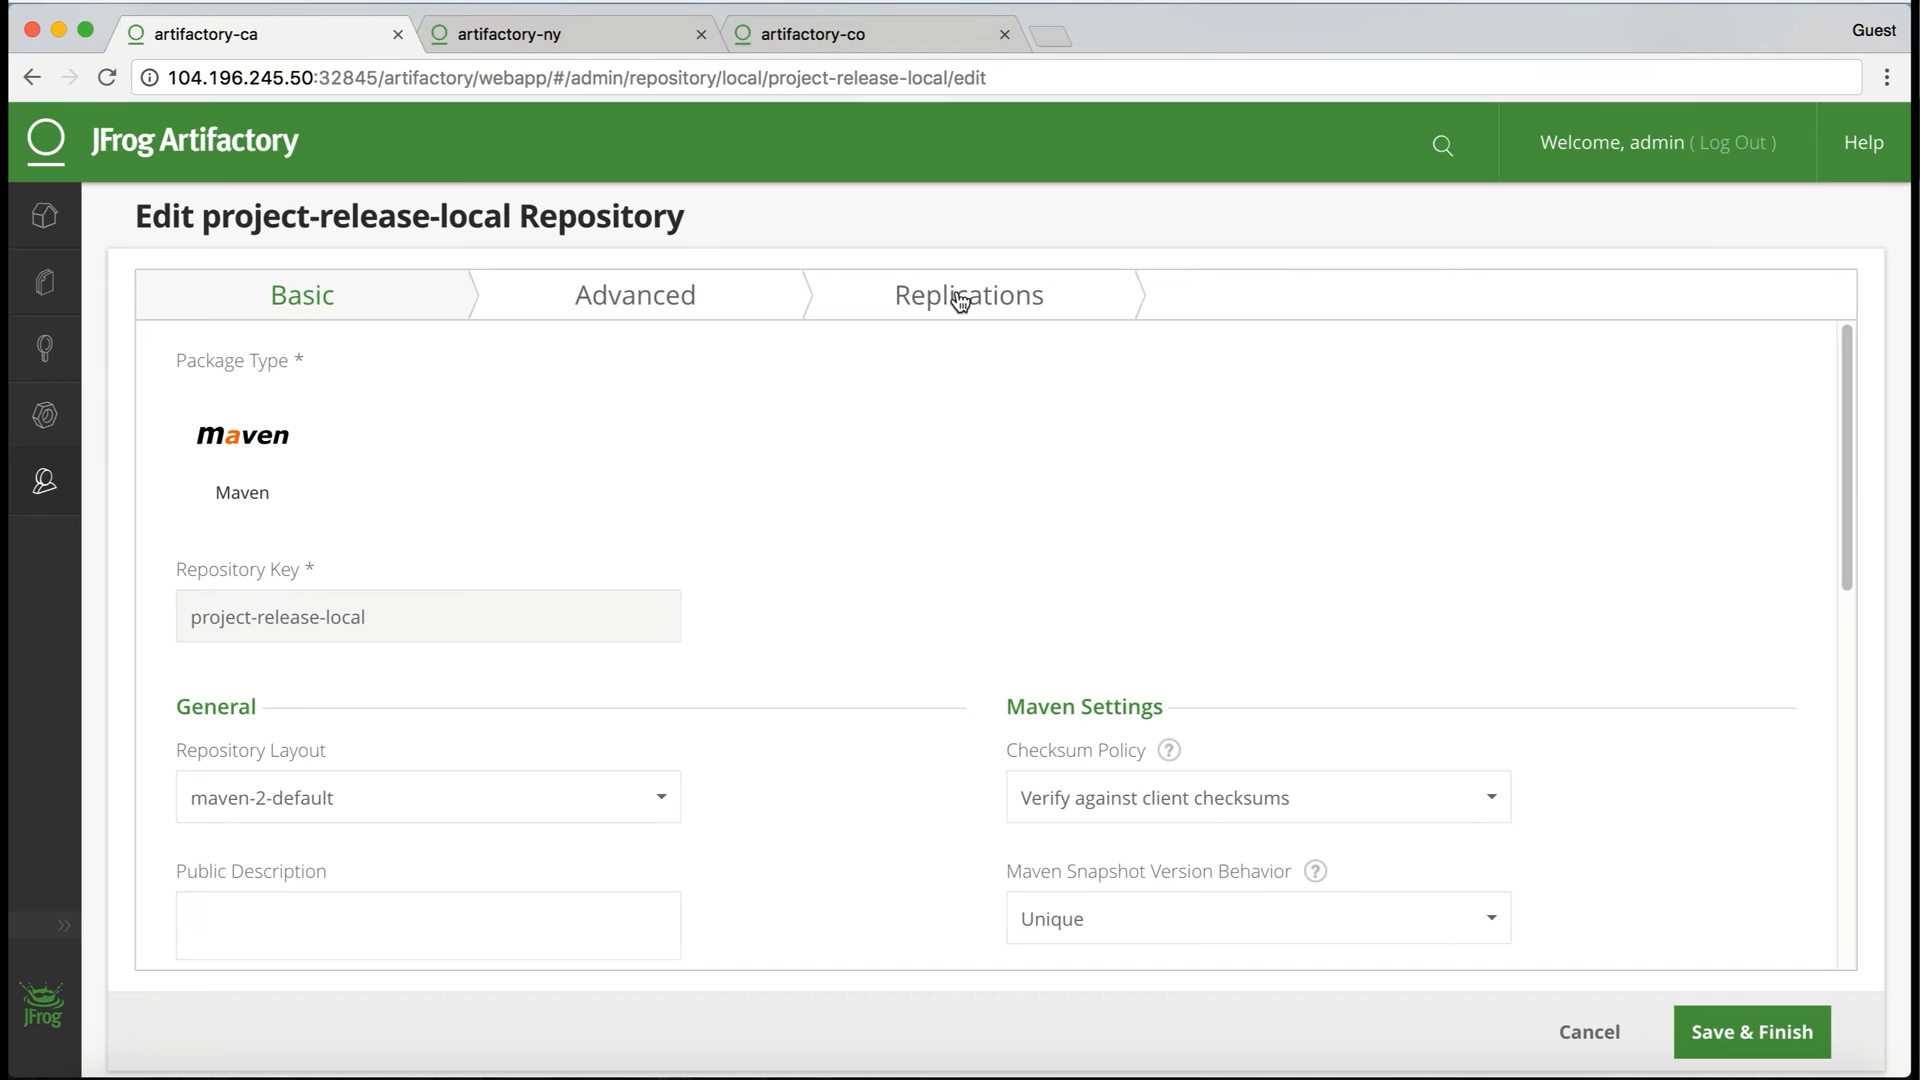 artifactory-ca
artifactory-ny
artifactory-co
Guest
104.196.245.50:32845/artifactory/webapp/#/admin/repository/local/project-release-local/edit
JFrog Artifactory
Welcome, admin ( Log Out )
Help
Edit project-release-local Repository
Basic
Advanced
Replications
Package Type *
maven
Maven
Repository Key *
project-release-local
General
Maven Settings
Repository Layout
Checksum Policy ?
maven-2-default
Verify against client checksums
Public Description
Maven Snapshot Version Behavior ?
Unique
JFrog
Cancel
Save & Finish